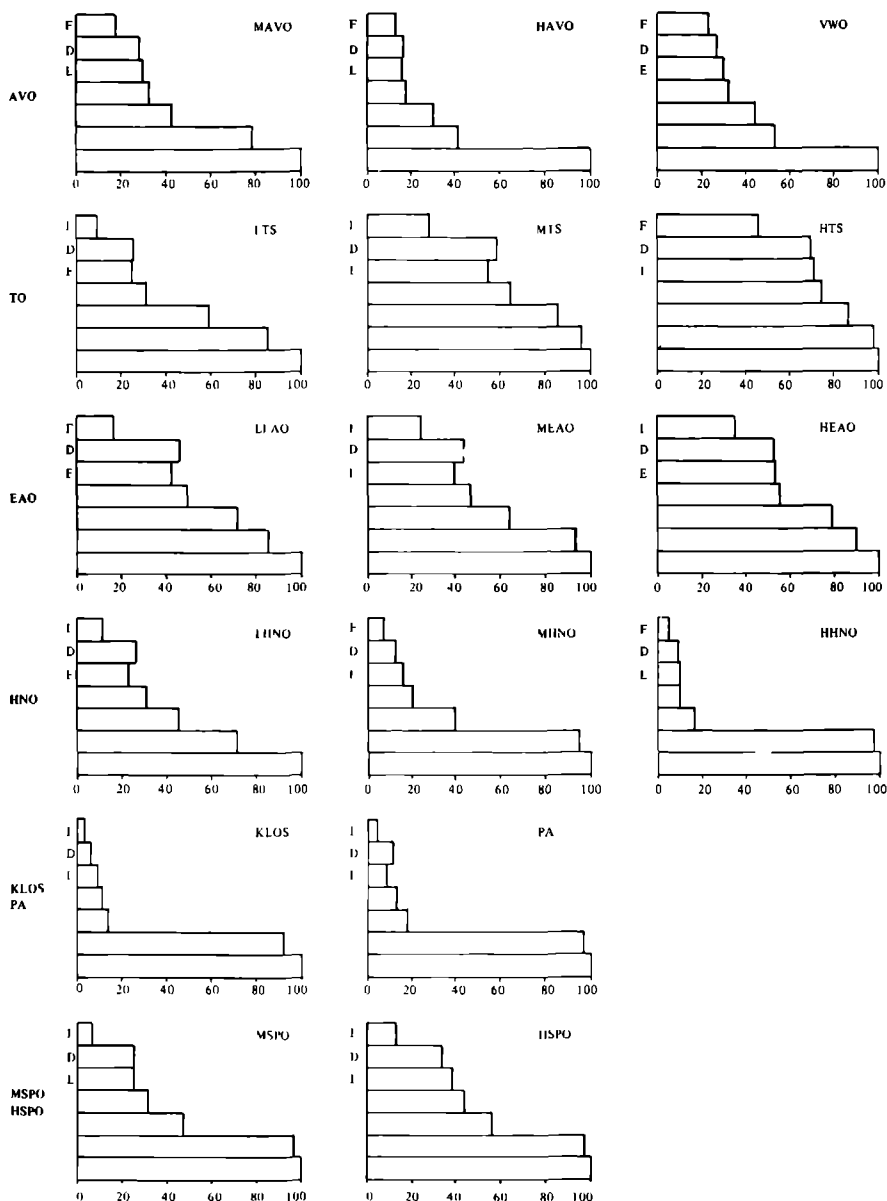 F MAVO F HAVO F VWO
D D D
L L E
AVO
0 20 40 60 80 100 0 20 40 60 80 100 0 20 40 60 80 100
I LTS I MTS F HTS
D D D
F I I
TO
0 20 40 60 80 100 0 20 40 60 80 100 0 20 40 60 80 100
F LEAO I MEAO I HEAO
D D D
F I E
EAO
0 20 40 60 80 100 0 20 40 60 80 100 0 20 40 60 80 100
I LHNO F MHNO F HHNO
D D D
F I L
HNO
0 20 40 60 80 100 0 20 40 60 80 100 0 20 40 60 80 100
I KLOS I PA
D D
I I
KLOS
PA
0 20 40 60 80 100 0 20 40 60 80 100
I MSPO I HSPO
D D
L I
MSPO
HSPO
0 20 40 60 80 100 0 20 40 60 80 100